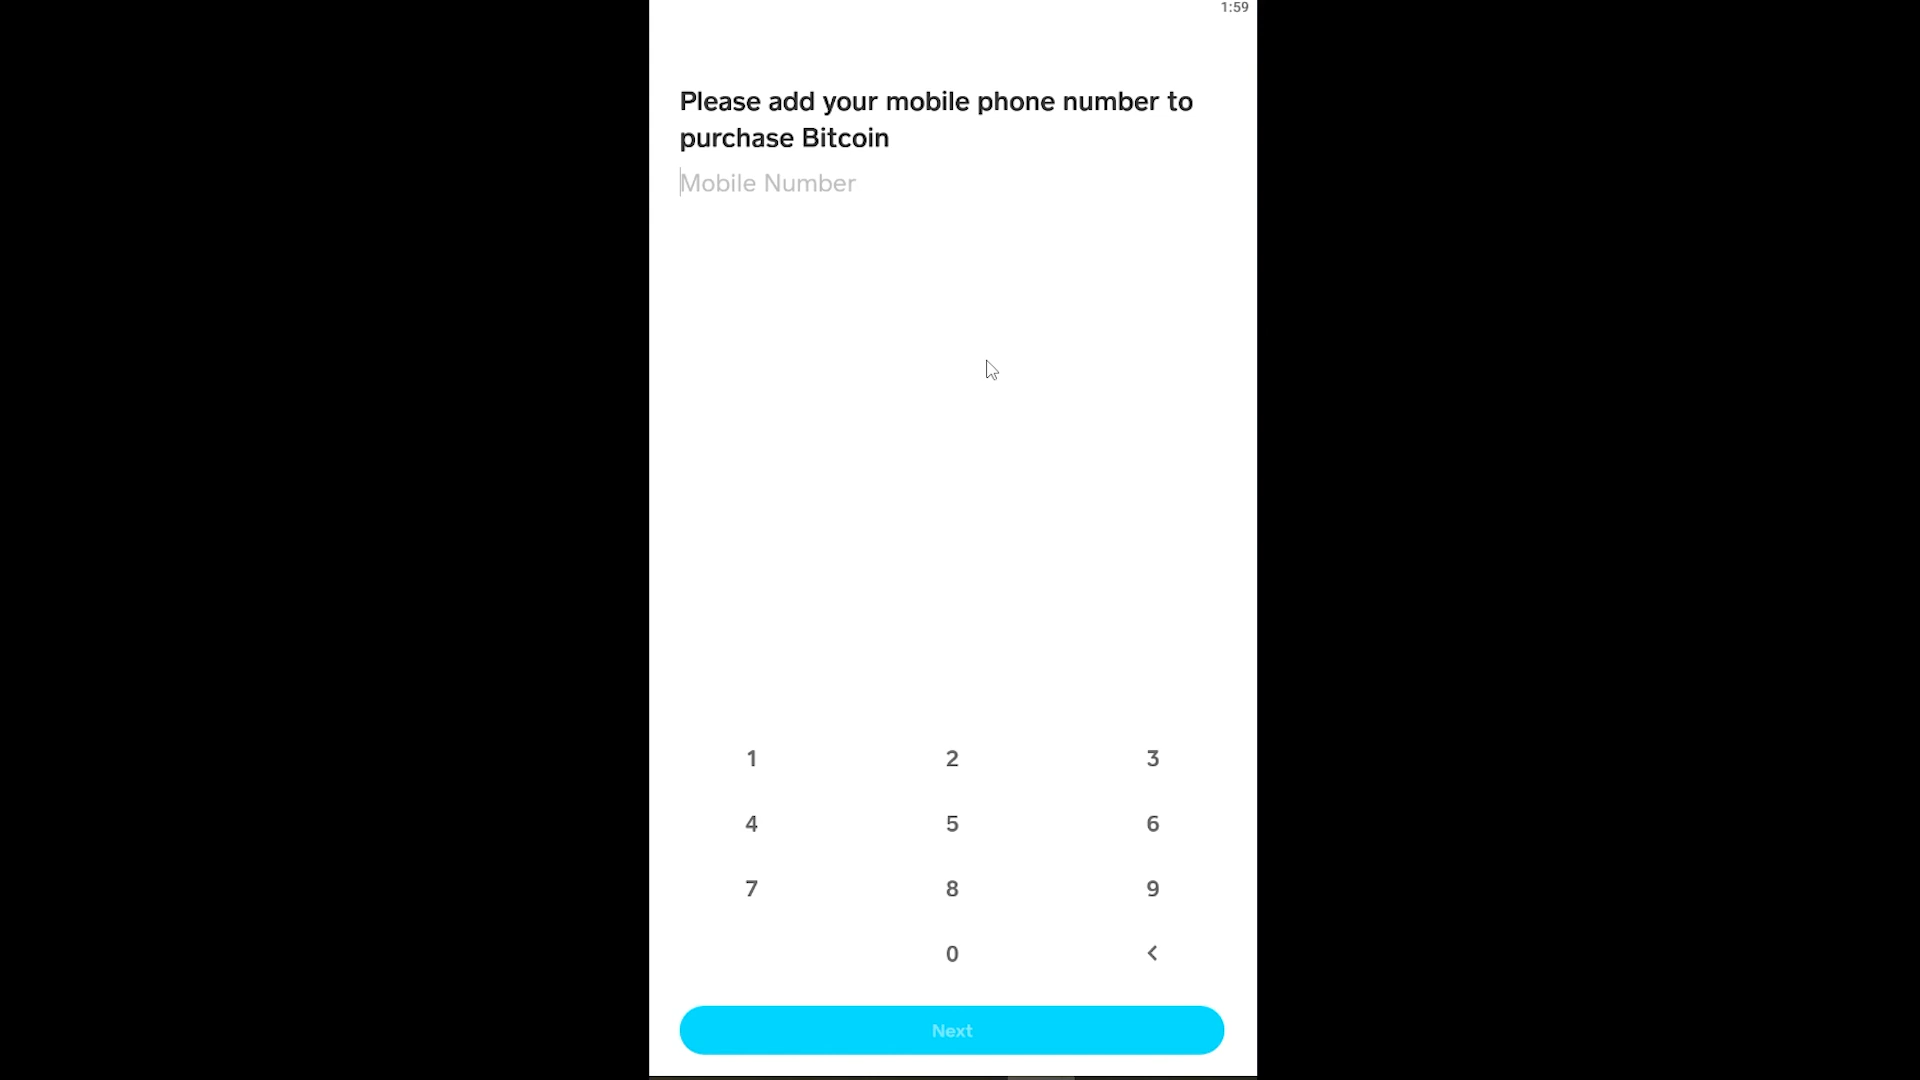 1:59
Please add your mobile phone number to
purchase Bitcoin
Mobile Number
1 2 3
4 5 6
7 8 9
0 <
Next